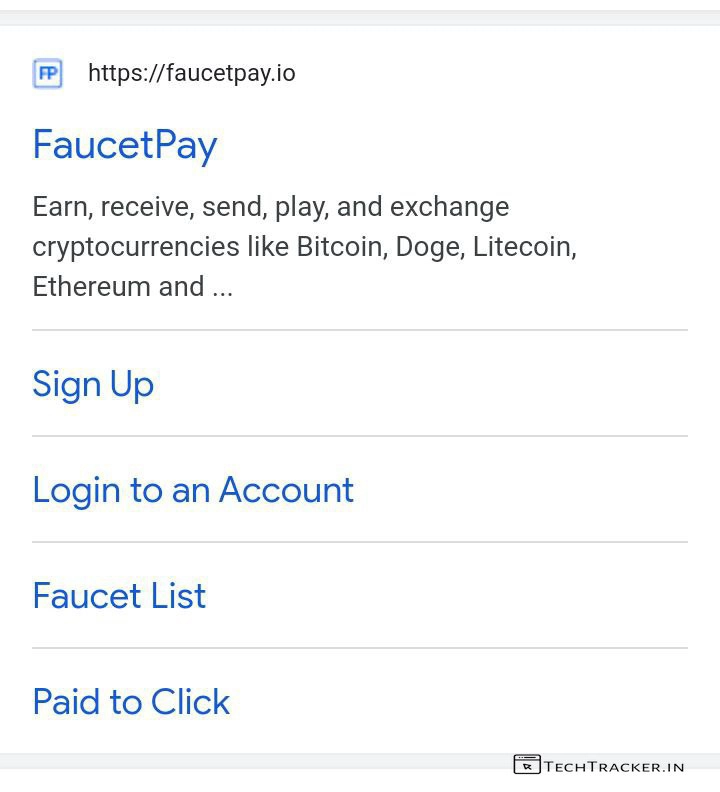 FP
https://faucetpay.io
FaucetPay
Earn, receive, send, play, and exchange
cryptocurrencies like Bitcoin, Doge, Litecoin,
Ethereum and ...
Sign Up
Login to an Account
Faucet List
Paid to Click
TECHTRACKER.IN